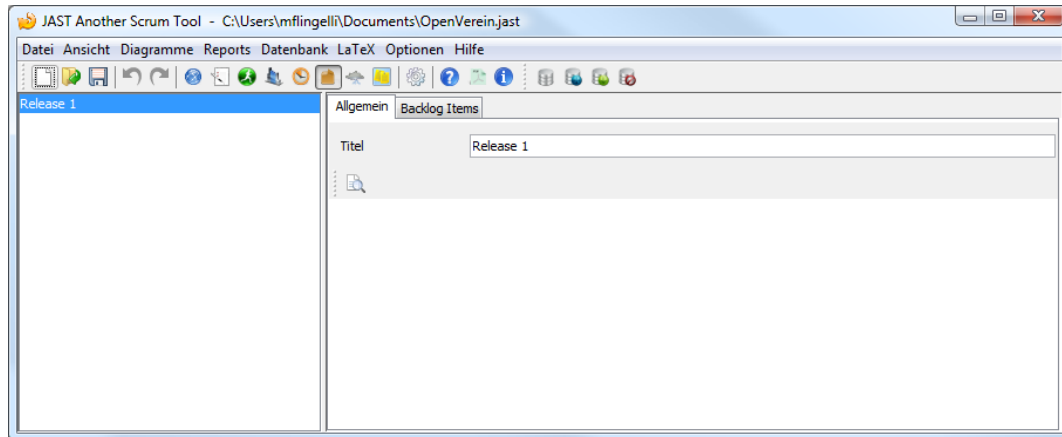 JAST Another Scrum Tool - C:\Users\mflingelli\Documents\OpenVerein.jast
Datei Ansicht Diagramme Reports Datenbank LaTeX Optionen Hilfe
Release 1
Allgemein Backlog Items
Titel Release 1